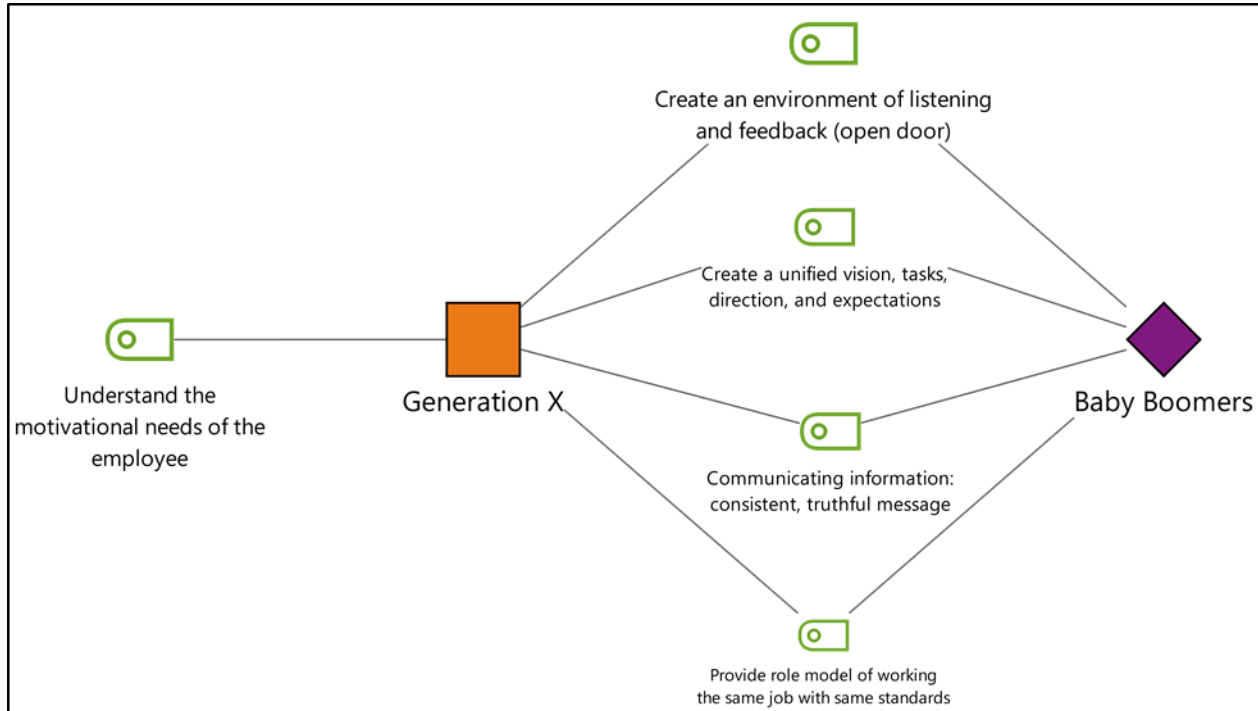 Create an environment of listening
and feedback (open door)
Create a unified vision, tasks,
direction, and expectations
Understand the
motivational needs of the
employee
Generation X
Baby Boomers
Communicating information:
consistent, truthful message
Provide role model of working
the same job with same standards